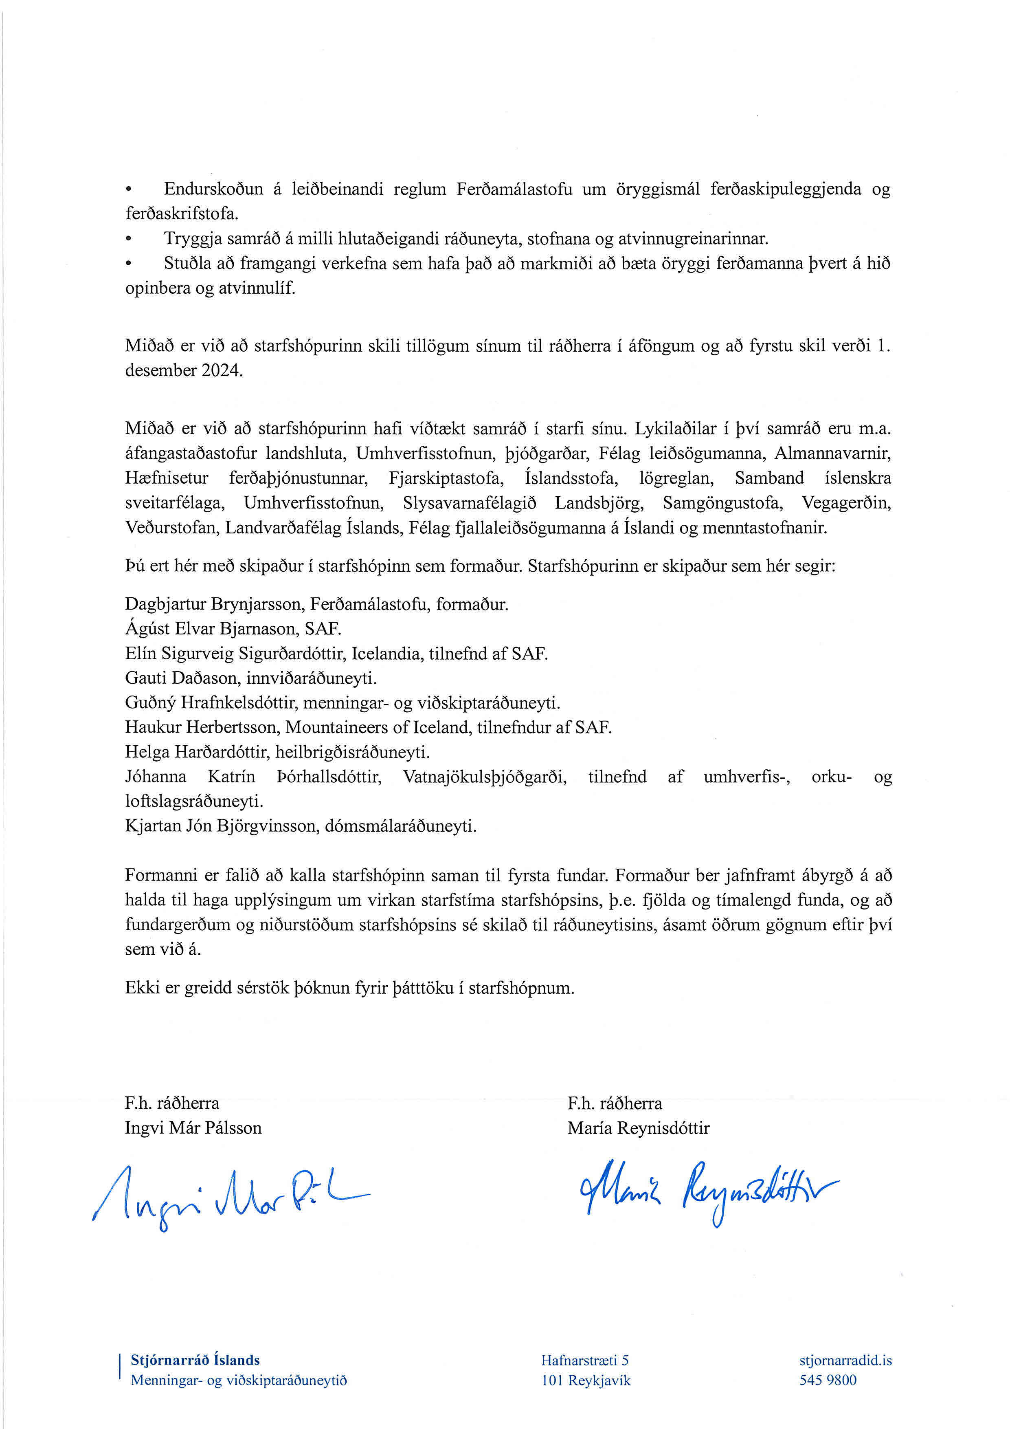 • Endurskoðun á leiðbeinandi reglum Ferðamálastofu um öryggismál ferðaskipuleggjenda og
ferðaskrifstofa.
• Tryggja samráð á milli hlutaðeigandi ráðuneyta, stofnana og atvinnugreinarinnar.
• Stuðla að framgangi verkefna sem hafa það að markmiði að bæta öryggi ferðamanna þvert á hið
opinbera og atvinnulíf.
Miðað er við að starfshópurinn skili tillögum sínum til ráðherra í áföngum og að fyrstu skil verði 1.
desember 2024.
Miðað er við að starfshópurinn hafi víðtækt samráð í starfi sínu. Lykilaðilar í því samráð eru m.a.
áfangastaðastofur landshluta, Umhverfisstofnun, þjóðgarðar, Félag leiðsögumanna, Almannavarnir,
Hæfnisetur ferðaþjónustunnar, Fjarskiptastofa, Íslandsstofa, lögreglan, Samband íslenskra
sveitarfélaga, Umhverfisstofnun, Slysavarnafélagið Landsbjörg, Samgöngustofa, Vegagerðin,
Veðurstofan, Landvarðafélag Íslands, Félag fjallaleiðsögumanna á Íslandi og menntastofnanir.
Þú ert hér með skipaður í starfshópinn sem formaður. Starfshópurinn er skipaður sem hér segir:
Dagbjartur Brynjarsson, Ferðamálastofu, formaður.
Ágúst Elvar Bjarnason, SAF.
Elín Sigurveig Sigurðardóttir, Icelandia, tilnefnd af SAF.
Gauti Daðason, innviðaráðuneyti.
Guðný Hrafnkelsdóttir, menningar- og viðskiptaráðuneyti.
Haukur Herbertsson, Mountaineers of Iceland, tilnefndur af SAF.
Helga Harðardóttir, heilbrigðisráðuneyti.
Jóhanna Katrín Þórhallsdóttir, Vatnajökulsþjóðgarði, tilnefnd af umhverfis-, orku- og
loftslagsráðuneyti.
Kjartan Jón Björgvinsson, dómsmálaráðuneyti.
Formanni er falið að kalla starfshópinn saman til fyrsta fundar. Formaður ber jafnframt ábyrgð á að
halda til haga upplýsingum um virkan starfstíma starfshópsins, þ.e. fjölda og tímalengd funda, og að
fundargerðum og niðurstöðum starfshópsins sé skilað til ráðuneytisins, ásamt öðrum gögnum eftir því
sem við á.
Ekki er greidd sérstök þóknun fyrir þátttöku í starfshópnum.
F.h. ráðherra F.h. ráðherra
Ingvi Már Pálsson María Reynisdóttir
Ingvi Már María Reynisdóttir
Stjórnarráð Íslands Hafnarstræti 5 stjornarradid.is
Menningar- og viðskiptaráðuneytið 101 Reykjavík 545 9800